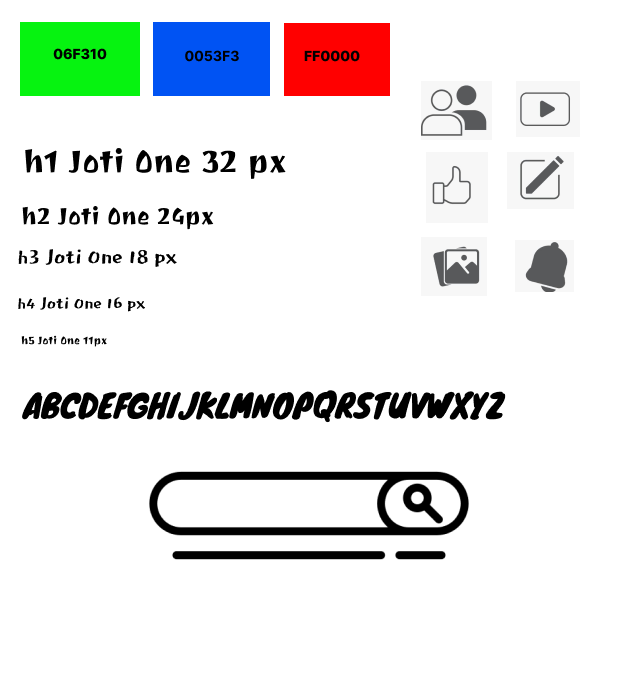 06F310 0053F3 FF0000
h1 Joti One 32 px
h2 Joti One 24px
h3 Joti One 18 px
h4 Joti One 16 px
h5 Joti One 11px
ABCDEFGHIJKLMNOPQRSTUVWXYZ